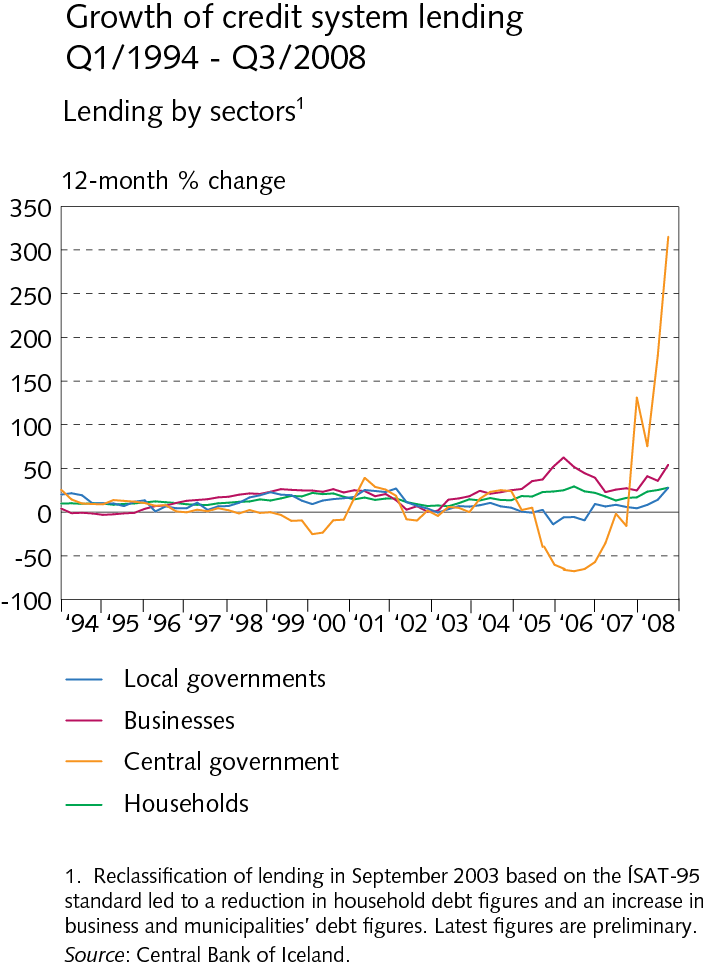 Growth of credit system lending
Q1/1994 - Q3/2008
Lending by sectors¹
12-month % change
350
300
250
200
150
100
50
0
-50
-100
‘94 ‘95 ‘96 ‘97 ‘98 ‘99 ‘00 ‘01 ‘02 ‘03 ‘04 ‘05 ‘06 ‘07 ‘08
Local governments
Businesses
Central government
Households
1. Reclassification of lending in September 2003 based on the ÍSAT-95
standard led to a reduction in household debt figures and an increase in
business and municipalities’ debt figures. Latest figures are preliminary.
Source: Central Bank of Iceland.